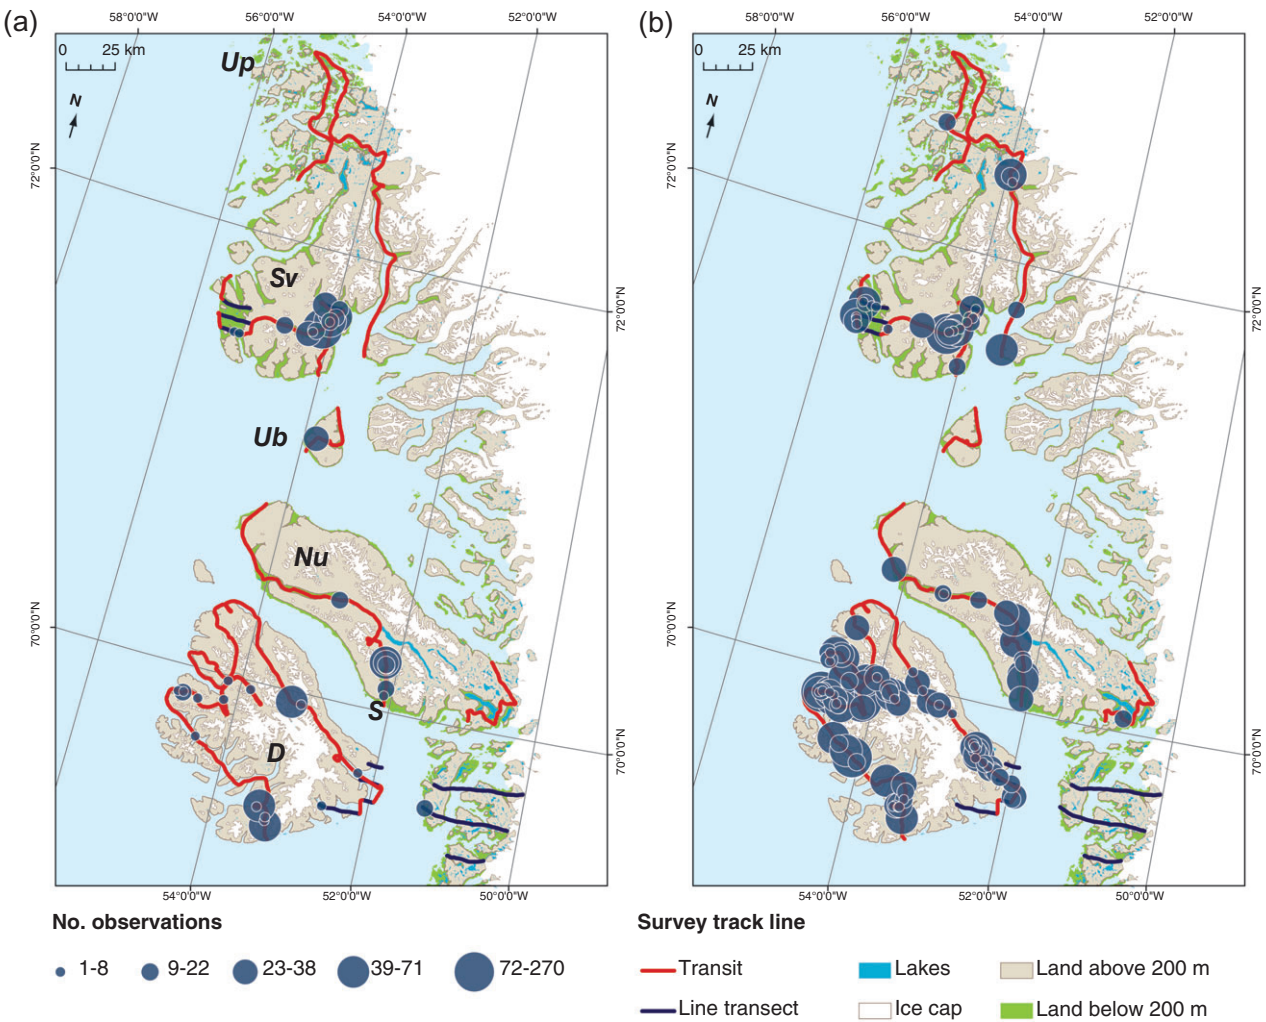 (a)
58°0'0"W 56°0'0"W 54°0'0"W 52°0'0"W
0 25 km
N
Up
72°0'0"N
Sv
72°0'0"N
Ub
Nu
70°0'0"N
S
D
70°0'0"N
54°0'0"W 52°0'0"W 50°0'0"W
(b)
58°0'0"W 56°0'0"W 54°0'0"W 52°0'0"W
0 25 km
N
72°0'0"N
72°0'0"N
70°0'0"N
70°0'0"N
54°0'0"W 52°0'0"W 50°0'0"W
No. observations
1-8 9-22 23-38 39-71 72-270
Survey track line
Transit Lakes Land above 200 m
Line transect Ice cap Land below 200 m